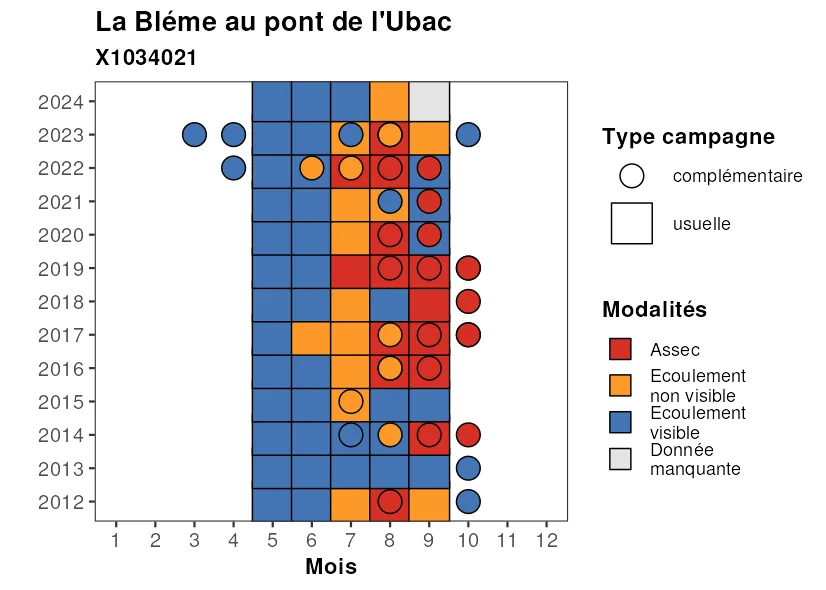 La Bléme au pont de l'Ubac
X1034021
2024
2023
2022
2021
2020
2019
2018
2017
2016
2015
2014
2013
2012
1 2 3 4 5 6 7 8 9 10 11 12
Mois
Type campagne
complémentaire
usuelle
Modalités
Assec
Ecoulement
non visible
Ecoulement
visible
Donnée
manquante